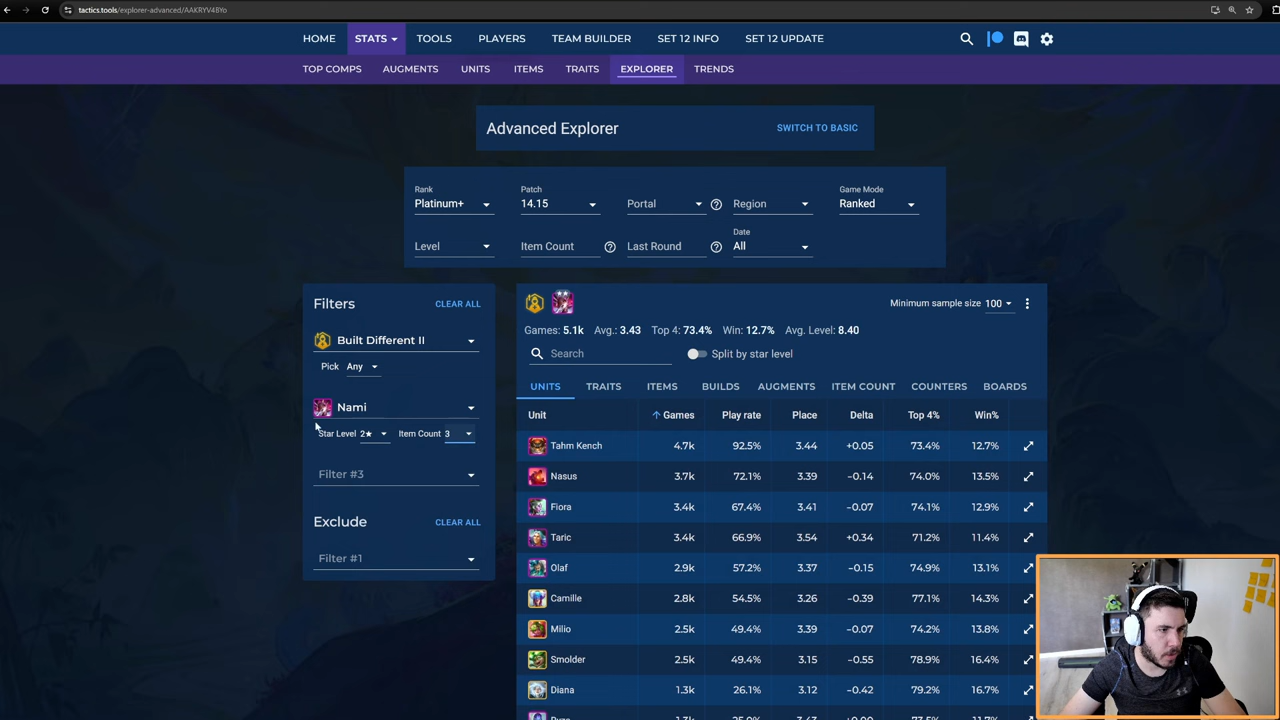 tactics.tools/explorer-advanced/AAKRYV4BYo
HOME STATS TOOLS PLAYERS TEAM BUILDER SET 12 INFO SET 12 UPDATE
TOP COMPS AUGMENTS UNITS ITEMS TRAITS EXPLORER TRENDS
Advanced Explorer SWITCH TO BASIC
Rank Patch Game Mode
Platinum+ 14.15 Portal Region Ranked
Date
Level Item Count Last Round All
Filters CLEAR ALL
Built Different II
Pick Any
Nami
Star Level 2★ Item Count 3
Filter #3
Exclude CLEAR ALL
Filter #1
Minimum sample size 100
Games: 5.1k Avg.: 3.43 Top 4: 73.4% Win: 12.7% Avg. Level: 8.40
Search Split by star level
UNITS TRAITS ITEMS BUILDS AUGMENTS ITEM COUNT COUNTERS BOARDS
Unit Games Play rate Place Delta Top 4% Win%
Tahm Kench 4.7k 92.5% 3.44 +0.05 73.4% 12.7%
Nasus 3.7k 72.1% 3.39 −0.14 74.0% 13.5%
Fiora 3.4k 67.4% 3.41 −0.07 74.1% 12.9%
Taric 3.4k 66.9% 3.54 +0.34 71.2% 11.4%
Olaf 2.9k 57.2% 3.37 −0.15 74.9% 13.1%
Camille 2.8k 54.5% 3.26 −0.39 77.1% 14.3%
Milio 2.5k 49.4% 3.39 −0.07 74.2% 13.8%
Smolder 2.5k 49.4% 3.15 −0.55 78.9% 16.4%
Diana 1.3k 26.1% 3.12 −0.42 79.2% 16.7%